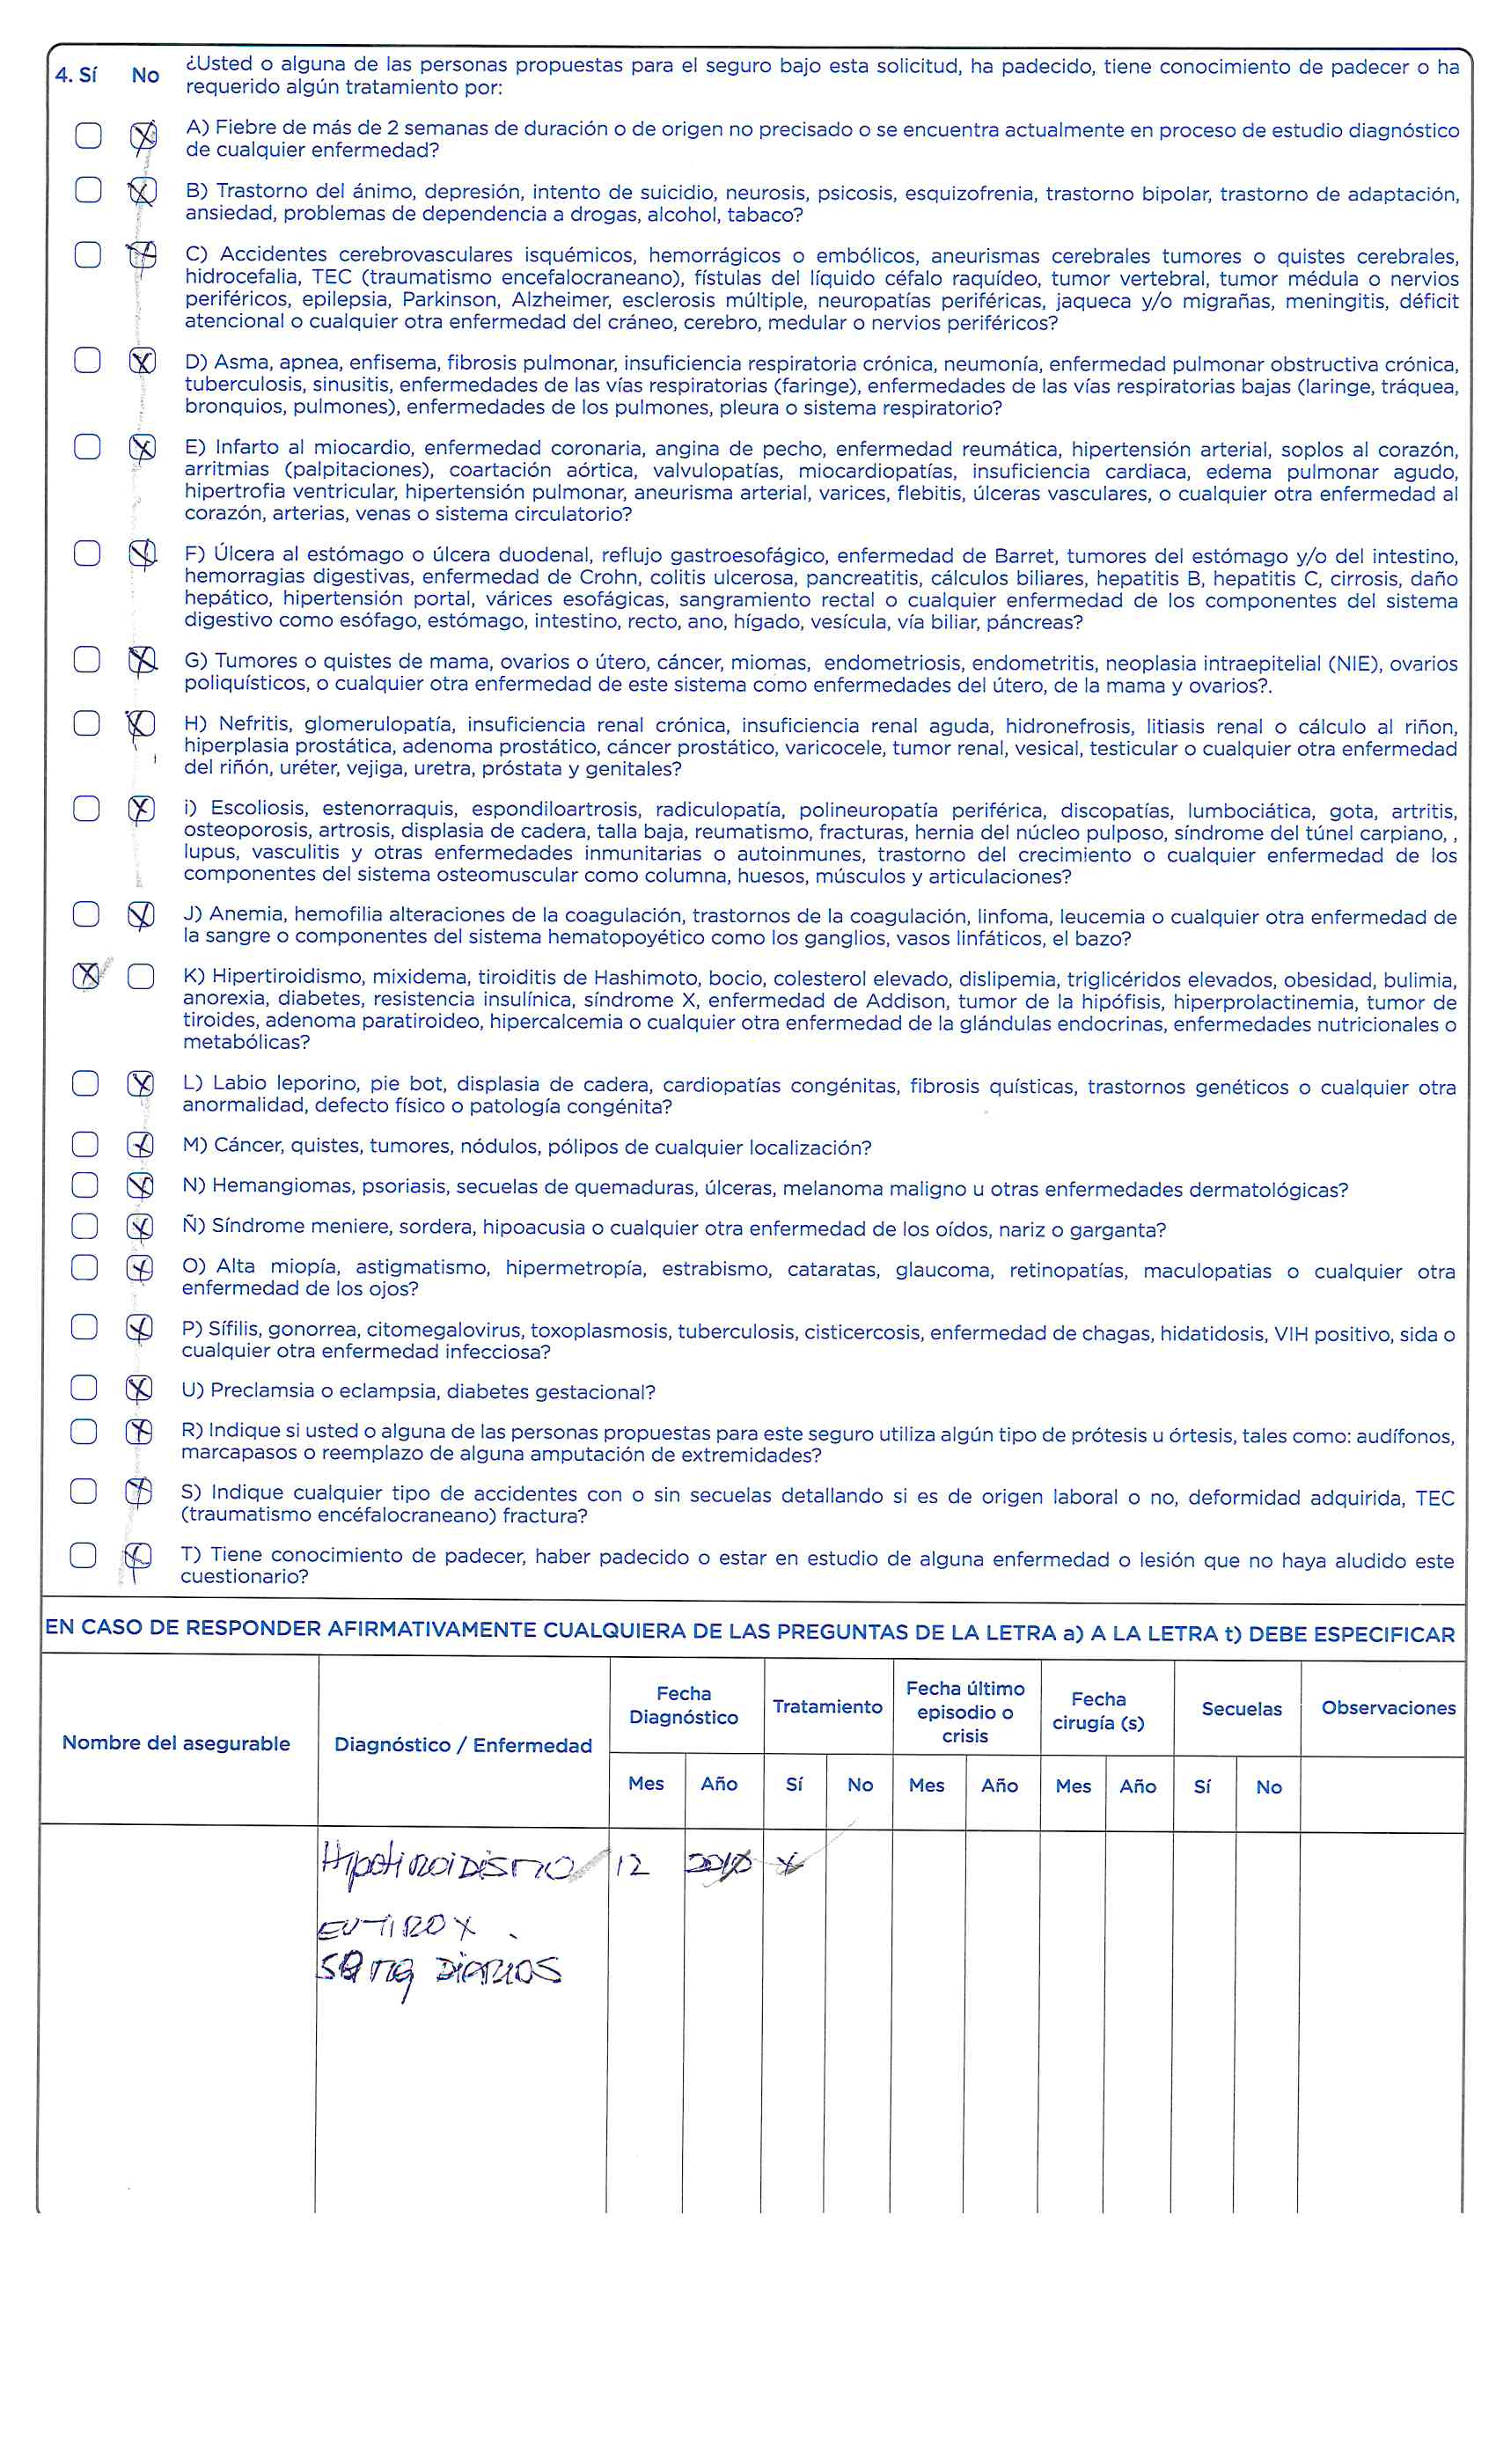 4. Sí No ¿Usted o alguna de las personas propuestas para el seguro bajo esta solicitud, ha padecido, tiene conocimiento de padecer o ha
requerido algún tratamiento por:
A) Fiebre de más de 2 semanas de duración o de origen no precisado o se encuentra actualmente en proceso de estudio diagnóstico
de cualquier enfermedad?
B) Trastorno del ánimo, depresión, intento de suicidio, neurosis, psicosis, esquizofrenia, trastorno bipolar, trastorno de adaptación,
ansiedad, problemas de dependencia a drogas, alcohol, tabaco?
C) Accidentes cerebrovasculares isquémicos, hemorrágicos o embólicos, aneurismas cerebrales tumores o quistes cerebrales,
hidrocefalia, TEC (traumatismo encefalocraneano), fístulas del líquido céfalo raquídeo, tumor vertebral, tumor médula o nervios
periféricos, epilepsia, Parkinson, Alzheimer, esclerosis múltiple, neuropatías periféricas, jaqueca y/o migrañas, meningitis, déficit
atencional o cualquier otra enfermedad del cráneo, cerebro, medular o nervios periféricos?
D) Asma, apnea, enfisema, fibrosis pulmonar, insuficiencia respiratoria crónica, neumonía, enfermedad pulmonar obstructiva crónica,
tuberculosis, sinusitis, enfermedades de las vías respiratorias (faringe), enfermedades de las vías respiratorias bajas (laringe, tráquea,
bronquios, pulmones), enfermedades de los pulmones, pleura o sistema respiratorio?
E) Infarto al miocardio, enfermedad coronaria, angina de pecho, enfermedad reumática, hipertensión arterial, soplos al corazón,
arritmias (palpitaciones), coartación aórtica, valvulopatías, miocardiopatías, insuficiencia cardiaca, edema pulmonar agudo,
hipertrofia ventricular, hipertensión pulmonar, aneurisma arterial, varices, flebitis, úlceras vasculares, o cualquier otra enfermedad al
corazón, arterias, venas o sistema circulatorio?
F) Úlcera al estómago o úlcera duodenal, reflujo gastroesofágico, enfermedad de Barret, tumores del estómago y/o del intestino,
hemorragias digestivas, enfermedad de Crohn, colitis ulcerosa, pancreatitis, cálculos biliares, hepatitis B, hepatitis C, cirrosis, daño
hepático, hipertensión portal, várices esofágicas, sangramiento rectal o cualquier enfermedad de los componentes del sistema
digestivo como esófago, estómago, intestino, recto, ano, hígado, vesícula, vía biliar, páncreas?
G) Tumores o quistes de mama, ovarios o útero, cáncer, miomas, endometriosis, endometritis, neoplasia intraepitelial (NIE), ovarios
poliquísticos, o cualquier otra enfermedad de este sistema como enfermedades del útero, de la mama y ovarios?.
H) Nefritis, glomerulopatía, insuficiencia renal crónica, insuficiencia renal aguda, hidronefrosis, litiasis renal o cálculo al riñon,
hiperplasia prostática, adenoma prostático, cáncer prostático, varicocele, tumor renal, vesical, testicular o cualquier otra enfermedad
del riñón, uréter, vejiga, uretra, próstata y genitales?
i) Escoliosis, estenorraquis, espondiloartrosis, radiculopatía, polineuropatía periférica, discopatías, lumbociática, gota, artritis,
osteoporosis, artrosis, displasia de cadera, talla baja, reumatismo, fracturas, hernia del núcleo pulposo, síndrome del túnel carpiano, ,
lupus, vasculitis y otras enfermedades inmunitarias o autoinmunes, trastorno del crecimiento o cualquier enfermedad de los
componentes del sistema osteomuscular como columna, huesos, músculos y articulaciones?
J) Anemia, hemofilia alteraciones de la coagulación, trastornos de la coagulación, linfoma, leucemia o cualquier otra enfermedad de
la sangre o componentes del sistema hematopoyético como los ganglios, vasos linfáticos, el bazo?
K) Hipertiroidismo, mixidema, tiroiditis de Hashimoto, bocio, colesterol elevado, dislipemia, triglicéridos elevados, obesidad, bulimia,
anorexia, diabetes, resistencia insulínica, síndrome X, enfermedad de Addison, tumor de la hipófisis, hiperprolactinemia, tumor de
tiroides, adenoma paratiroideo, hipercalcemia o cualquier otra enfermedad de la glándulas endocrinas, enfermedades nutricionales o
metabólicas?
L) Labio leporino, pie bot, displasia de cadera, cardiopatías congénitas, fibrosis quísticas, trastornos genéticos o cualquier otra
anormalidad, defecto físico o patología congénita?
M) Cáncer, quistes, tumores, nódulos, pólipos de cualquier localización?
N) Hemangiomas, psoriasis, secuelas de quemaduras, úlceras, melanoma maligno u otras enfermedades dermatológicas?
Ñ) Síndrome meniere, sordera, hipoacusia o cualquier otra enfermedad de los oídos, nariz o garganta?
O) Alta miopía, astigmatismo, hipermetropía, estrabismo, cataratas, glaucoma, retinopatías, maculopatias o cualquier otra
enfermedad de los ojos?
P) Sífilis, gonorrea, citomegalovirus, toxoplasmosis, tuberculosis, cisticercosis, enfermedad de chagas, hidatidosis, VIH positivo, sida o
cualquier otra enfermedad infecciosa?
U) Preclamsia o eclampsia, diabetes gestacional?
R) Indique si usted o alguna de las personas propuestas para este seguro utiliza algún tipo de prótesis u órtesis, tales como: audífonos,
marcapasos o reemplazo de alguna amputación de extremidades?
S) Indique cualquier tipo de accidentes con o sin secuelas detallando si es de origen laboral o no, deformidad adquirida, TEC
(traumatismo encéfalocraneano) fractura?
T) Tiene conocimiento de padecer, haber padecido o estar en estudio de alguna enfermedad o lesión que no haya aludido este
cuestionario?
EN CASO DE RESPONDER AFIRMATIVAMENTE CUALQUIERA DE LAS PREGUNTAS DE LA LETRA a) A LA LETRA t) DEBE ESPECIFICAR
Nombre del asegurable Diagnóstico / Enfermedad Fecha Diagnóstico Tratamiento Fecha último episodio o crisis Fecha cirugía (s) Secuelas Observaciones
Mes Año Sí No Mes Año Mes Año Sí No
Hipotiroidismo 12 2010 x
EUTIROX.
50 mg DiARIOS